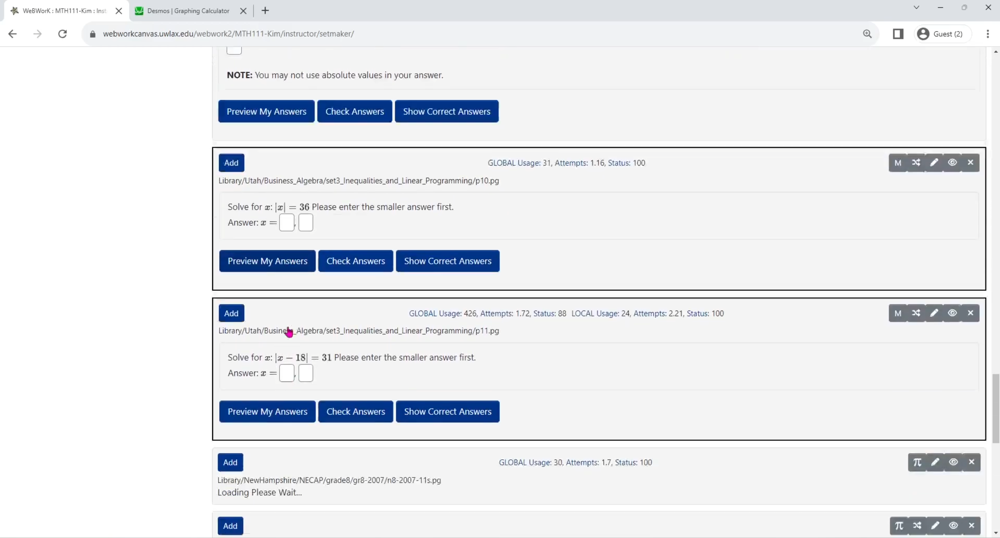 WeBWorK : MTH111-Kim : Inst
Desmos | Graphing Calculator
webworkcanvas.uwlax.edu/webwork2/MTH111-Kim/instructor/setmaker/
Guest (2)
NOTE: You may not use absolute values in your answer.
Preview My Answers Check Answers Show Correct Answers
Add GLOBAL Usage: 31, Attempts: 1.16, Status: 100 M
Library/Utah/Business_Algebra/set3_Inequalities_and_Linear_Programming/p10.pg
Solve for x: |x| = 36 Please enter the smaller answer first.
Answer: x = ,
Preview My Answers Check Answers Show Correct Answers
Add GLOBAL Usage: 426, Attempts: 1.72, Status: 88 LOCAL Usage: 24, Attempts: 2.21, Status: 100 M
Library/Utah/Business_Algebra/set3_Inequalities_and_Linear_Programming/p11.pg
Solve for x: |x − 18| = 31 Please enter the smaller answer first.
Answer: x = ,
Preview My Answers Check Answers Show Correct Answers
Add GLOBAL Usage: 30, Attempts: 1.7, Status: 100 π
Library/NewHampshire/NECAP/grade8/gr8-2007/n8-2007-11s.pg
Loading Please Wait...
Add π